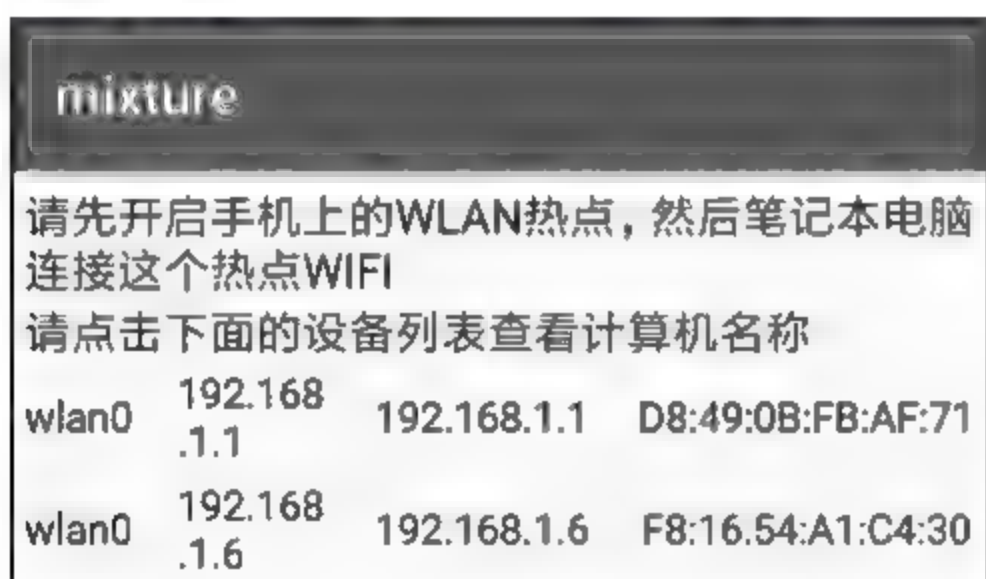 mixture
请先开启手机上的WLAN热点，然后笔记本电脑
连接这个热点WIFI
请点击下面的设备列表查看计算机名称
wlan0 192.168.1.1 192.168.1.1 D8:49:0B:FB:AF:71
wlan0 192.168.1.6 192.168.1.6 F8:16:54:A1:C4:30